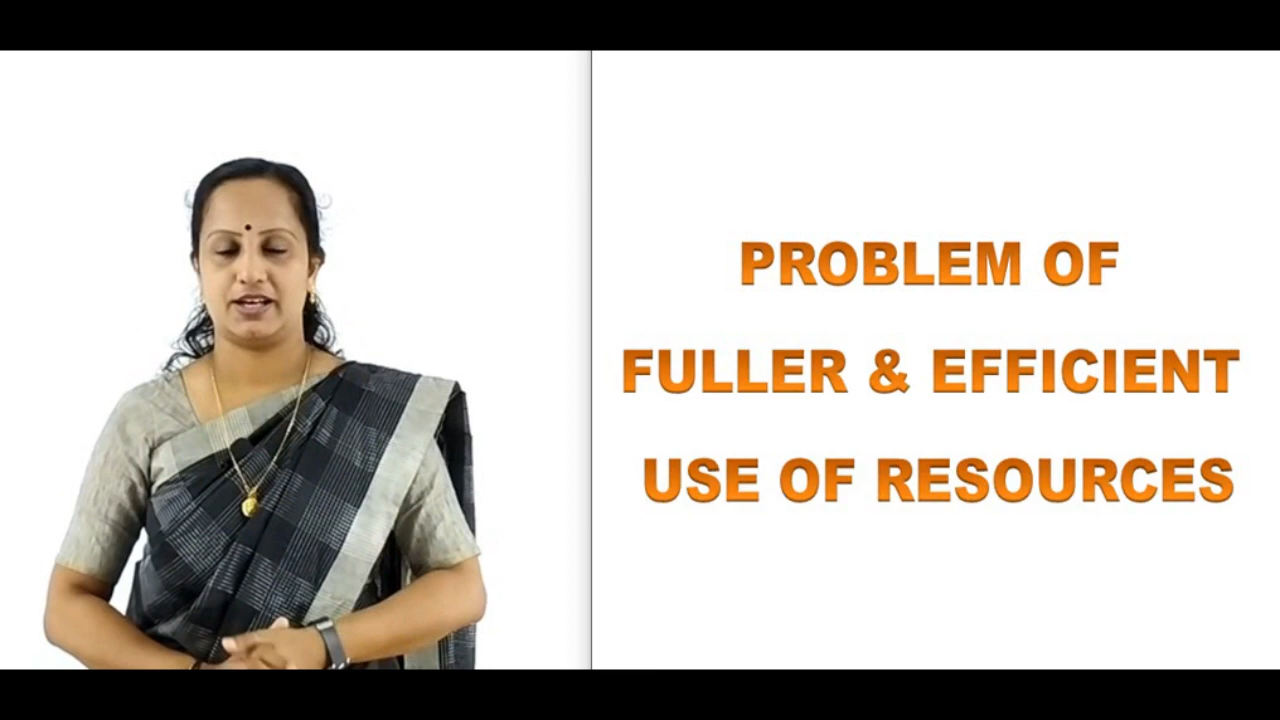 PROBLEM OF
FULLER & EFFICIENT
USE OF RESOURCES